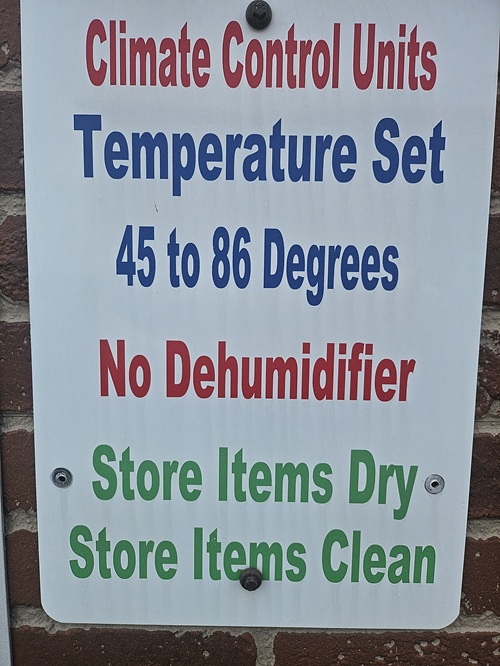 Climate Control Units
Temperature Set
45 to 86 Degrees
No Dehumidifier
Store Items Dry
Store Items Clean